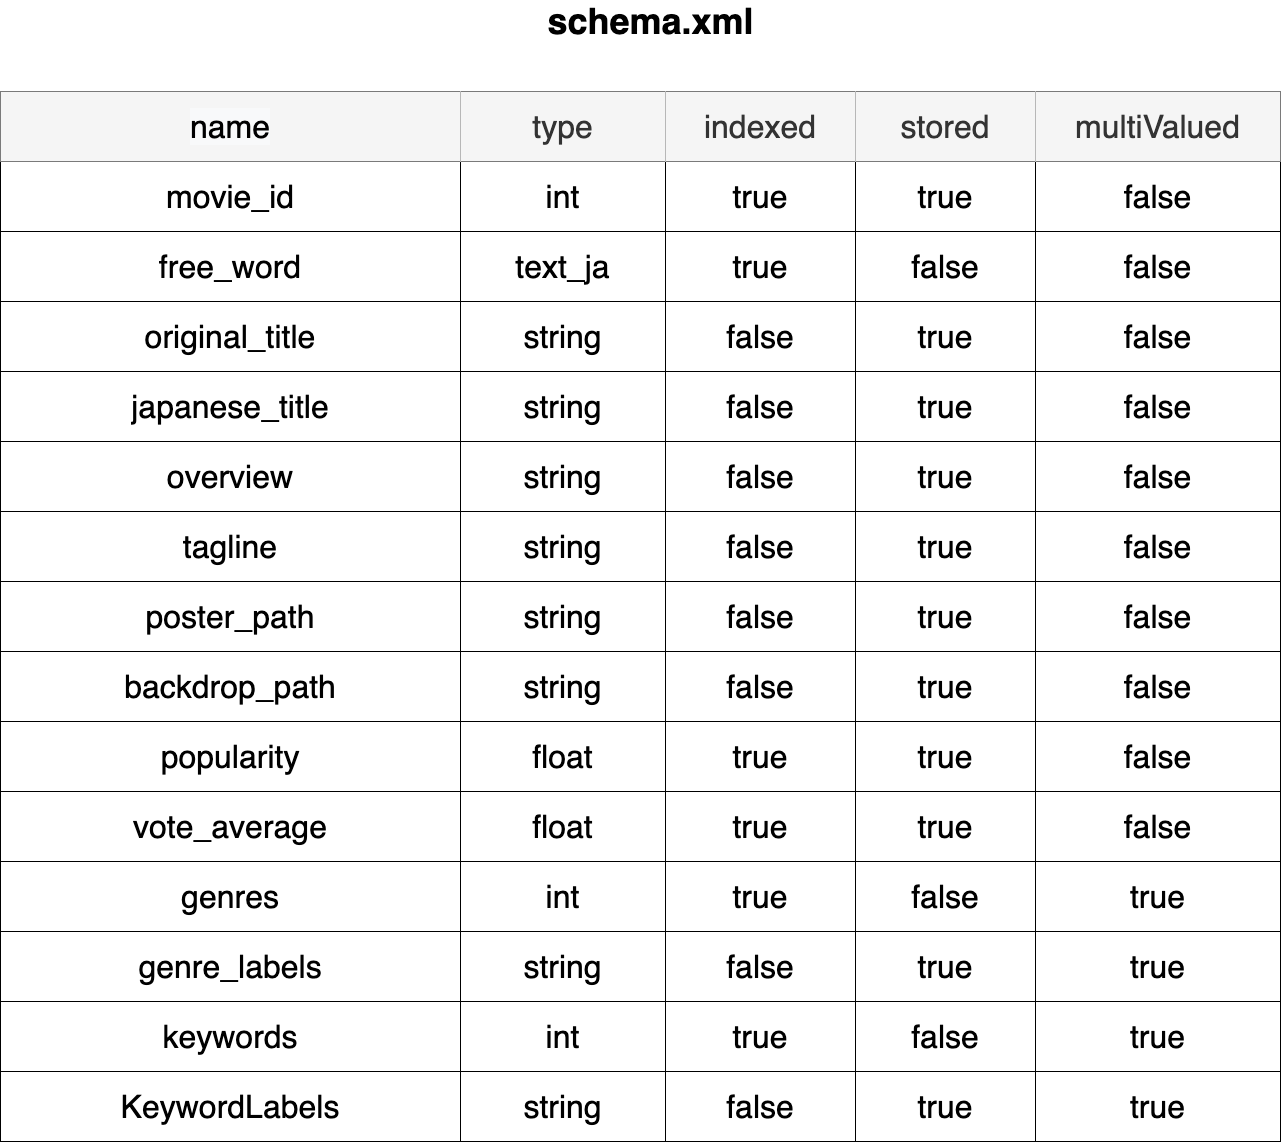 schema.xml
name type indexed stored multiValued
movie_id int true true false
free_word text_ja true false false
original_title string false true false
japanese_title string false true false
overview string false true false
tagline string false true false
poster_path string false true false
backdrop_path string false true false
popularity float true true false
vote_average float true true false
genres int true false true
genre_labels string false true true
keywords int true false true
KeywordLabels string false true true